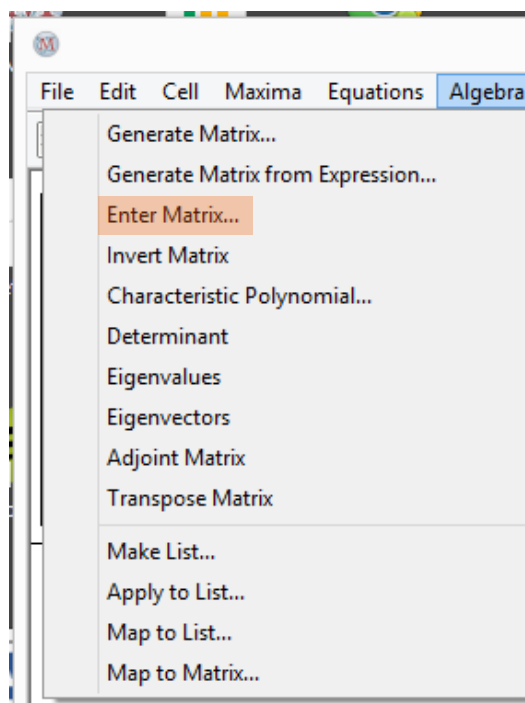 File Edit Cell Maxima Equations Algebra
Generate Matrix...
Generate Matrix from Expression...
Enter Matrix...
Invert Matrix
Characteristic Polynomial...
Determinant
Eigenvalues
Eigenvectors
Adjoint Matrix
Transpose Matrix
Make List...
Apply to List...
Map to List...
Map to Matrix...